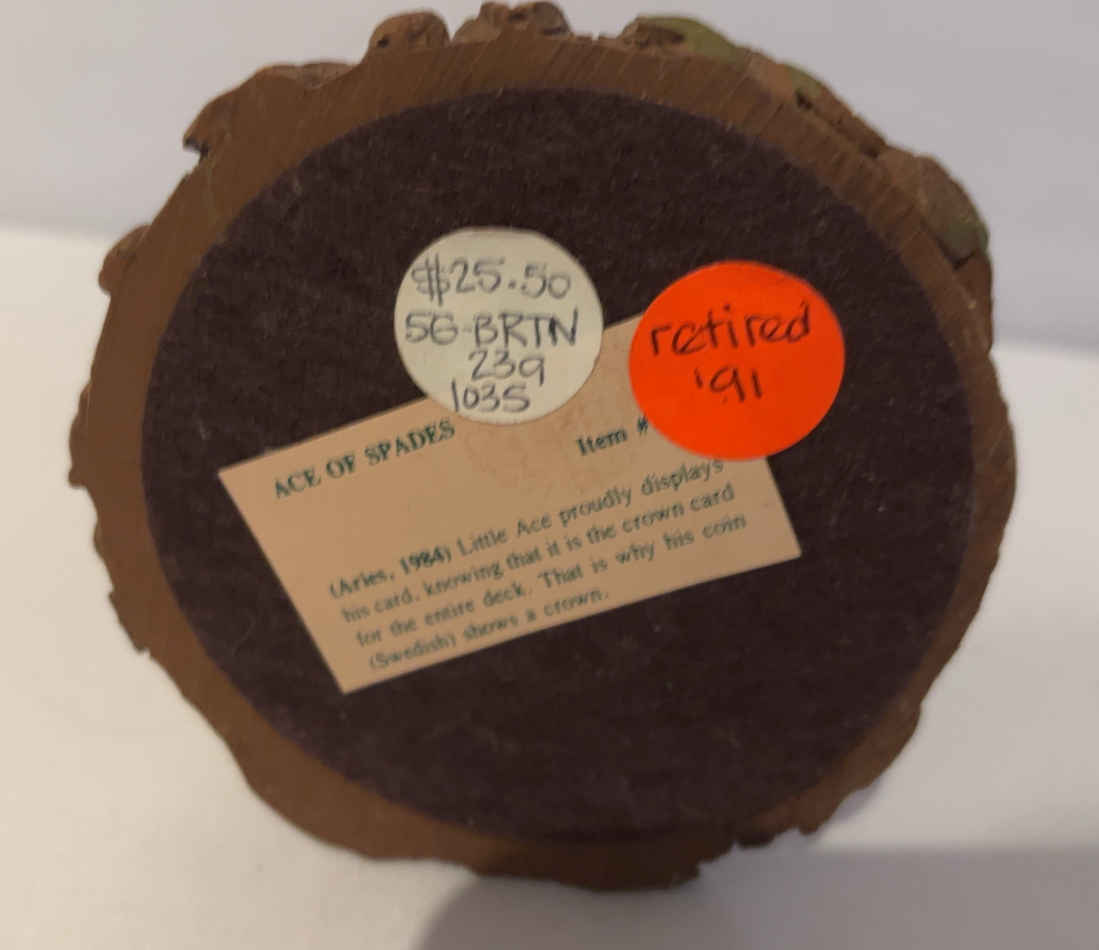 $25.50
5G-BRTN
239
103S
retired
'91
ACE OF SPADES
Item #
(Aries, 1984) Little Ace proudly displays
his card, knowing that it is the crown card
for the entire deck. That is why his coin
(Swedish) shows a crown.